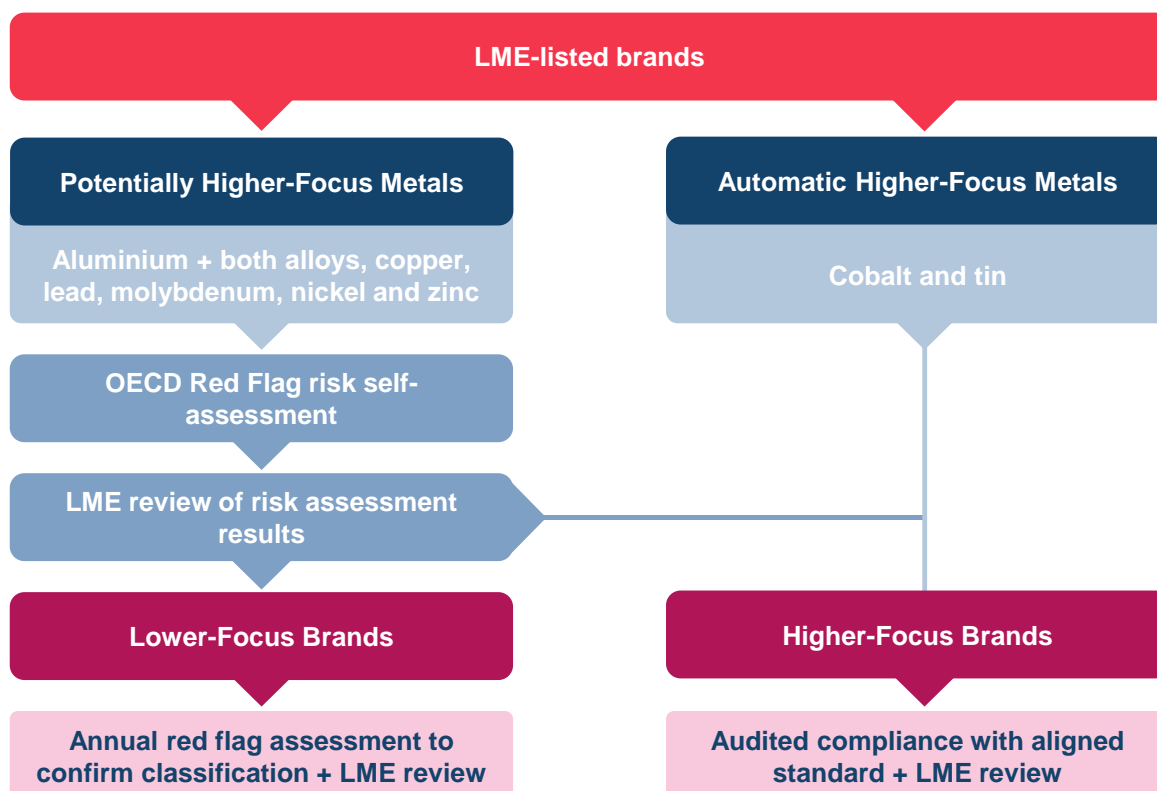 LME-listed brands
Potentially Higher-Focus Metals
Automatic Higher-Focus Metals
Aluminium + both alloys, copper,
lead, molybdenum, nickel and zinc
Cobalt and tin
OECD Red Flag risk self-
assessment
LME review of risk assessment
results
Lower-Focus Brands
Higher-Focus Brands
Annual red flag assessment to
confirm classification + LME review
Audited compliance with aligned
standard + LME review